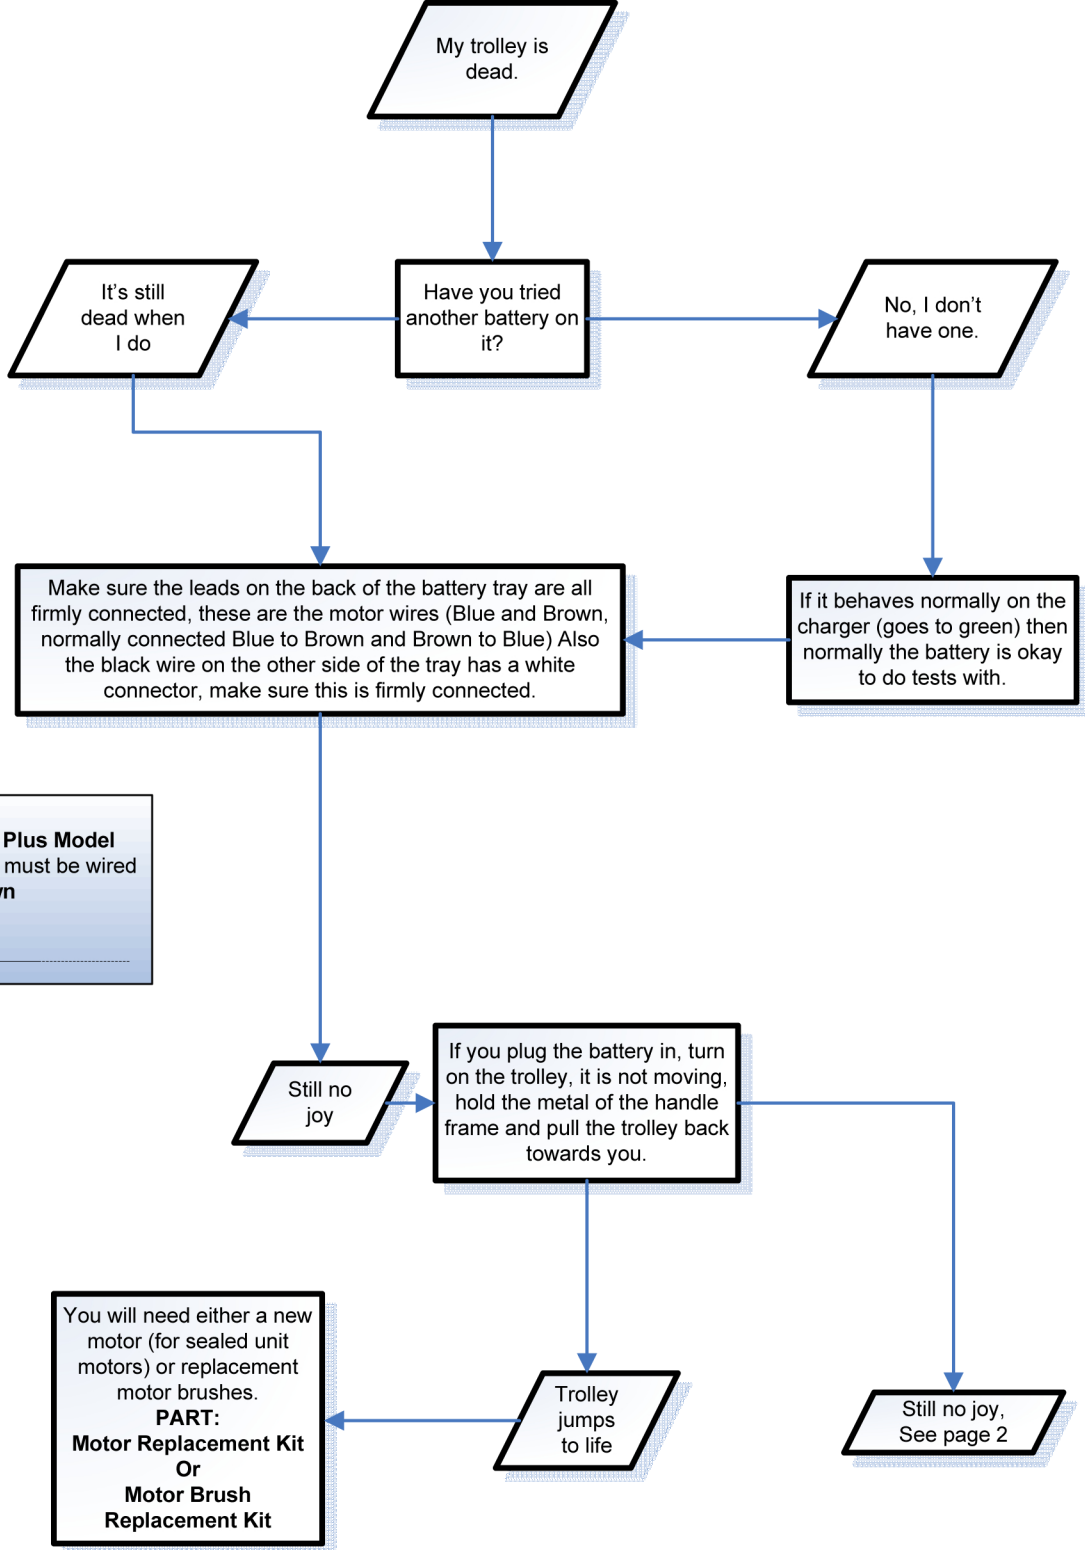 My trolley is
dead.
It's still
dead when
I do
Have you tried
another battery on
it?
No, I don't
have one.
Make sure the leads on the back of the battery tray are all
firmly connected, these are the motor wires (Blue and Brown,
normally connected Blue to Brown and Brown to Blue) Also
the black wire on the other side of the tray has a white
connector, make sure this is firmly connected.
If it behaves normally on the
charger (goes to green) then
normally the battery is okay
to do tests with.
Plus Model
must be wired
Still no
joy
If you plug the battery in, turn
on the trolley, it is not moving,
hold the metal of the handle
frame and pull the trolley back
towards you.
You will need either a new
motor (for sealed unit
motors) or replacement
motor brushes.
PART:
Motor Replacement Kit
Or
Motor Brush
Replacement Kit
Trolley
jumps
to life
Still no joy,
See page 2